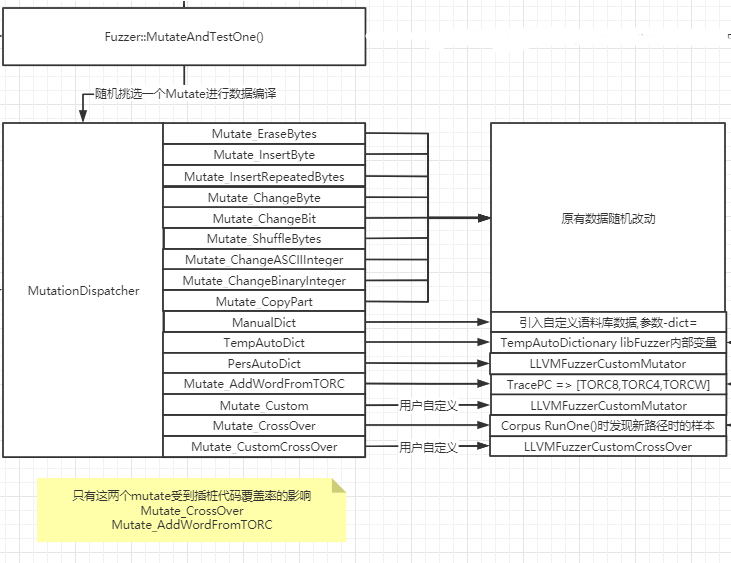 Fuzzer::MutateAndTestOne()
随机挑选一个Mutate进行数据编译
MutationDispatcher
Mutate_EraseBytes
Mutate_InsertByte
Mutate_InsertRepeatedBytes
Mutate_ChangeByte
Mutate_ChangeBit
Mutate_ShuffleBytes
Mutate_ChangeASCIIInteger
Mutate_ChangeBinaryInteger
Mutate_CopyPart
原有数据随机改动
ManualDict
引入自定义语料库数据,参数-dict=
TempAutoDict
TempAutoDictionary libFuzzer内部变量
PersAutoDict
LLVMFuzzerCustomMutator
Mutate_AddWordFromTORC
TracePC => [TORC8,TORC4,TORCW]
Mutate_Custom
用户自定义
LLVMFuzzerCustomMutator
Mutate_CrossOver
Corpus RunOne()时发现新路径时的样本
Mutate_CustomCrossOver
用户自定义
LLVMFuzzerCustomCrossOver
只有这两个mutate受到插桩代码覆盖率的影响
Mutate_CrossOver
Mutate_AddWordFromTORC